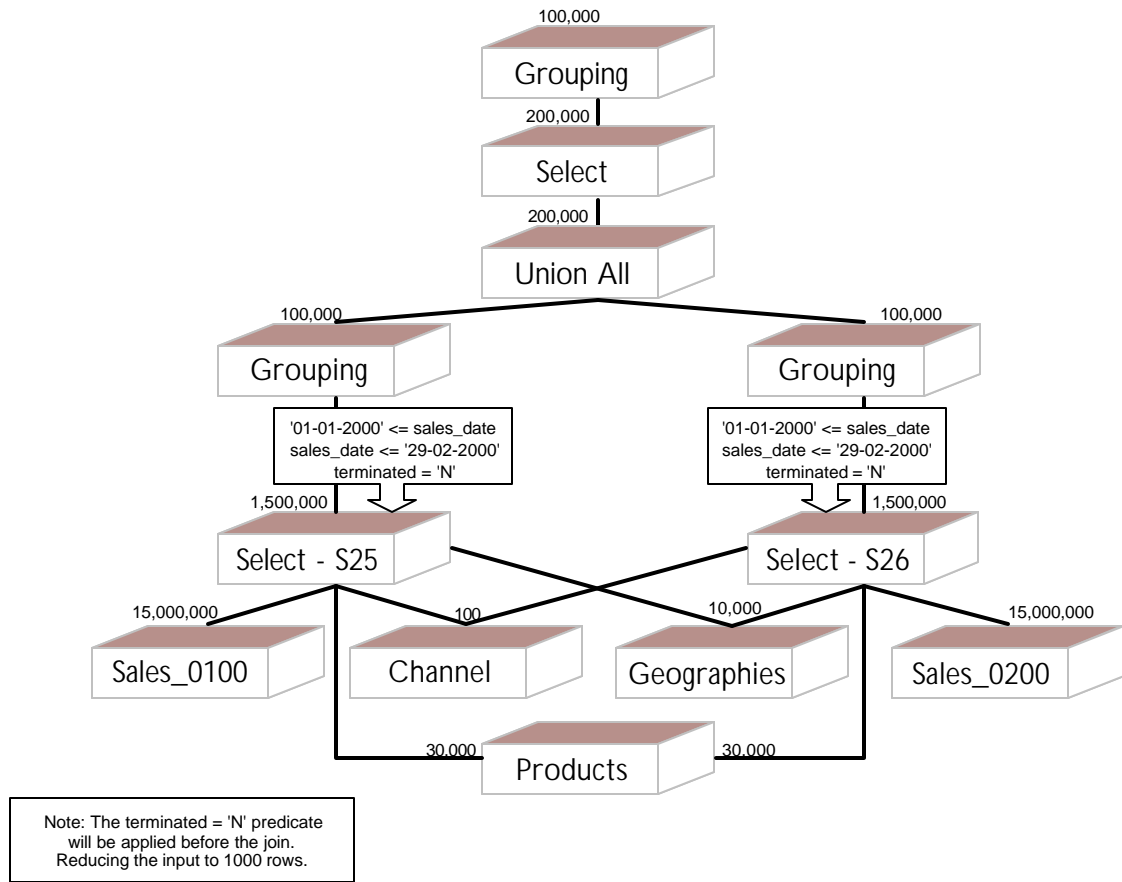 100,000
Grouping
200,000
Select
200,000
Union All
100,000
100,000
Grouping
Grouping
'01-01-2000' <= sales_date
sales_date <= '29-02-2000'
terminated = 'N'
'01-01-2000' <= sales_date
sales_date <= '29-02-2000'
terminated = 'N'
1,500,000
1,500,000
Select - S25
Select - S26
15,000,000
100
10,000
15,000,000
Sales_0100
Channel
Geographies
Sales_0200
30,000
30,000
Products
Note: The terminated = 'N' predicate
will be applied before the join.
Reducing the input to 1000 rows.